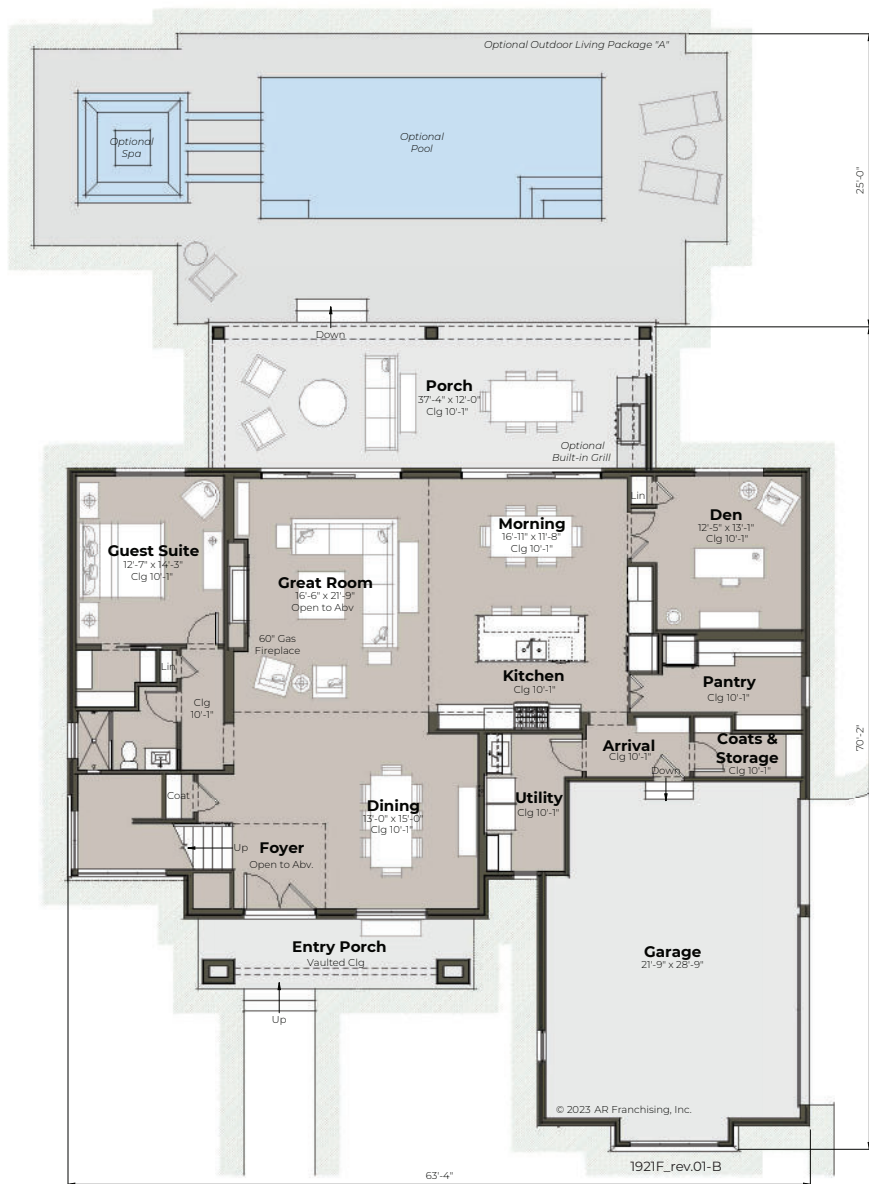 Optional Outdoor Living Package "A"
Optional
Spa
Optional
Pool
25'-0"
Down
Porch
37'-4" x 12'-0"
Clg 10'-1"
Optional
Built-in Grill
Guest Suite
12'-7" x 14'-3"
Clg 10'-1"
Great Room
16'-6" x 21'-9"
Open to Abv
60" Gas
Fireplace
Morning
16'-11" x 11'-8"
Clg 10'-1"
Lin
Den
12'-5" x 13'-1"
Clg 10'-1"
Kitchen
Clg 10'-1"
Pantry
Clg 10'-1"
Lin
Clg
10'-1"
Arrival
Clg 10'-1"
Down
Coats &
Storage
Clg 10'-1"
70'-2"
Coat
Up
Foyer
Open to Abv.
Dining
13'-0" x 15'-0"
Clg 10'-1"
Utility
Clg 10'-1"
Entry Porch
Vaulted Clg
Up
Garage
21'-9" x 28'-9"
© 2023 AR Franchising, Inc.
1921F_rev.01-B
63'-4"